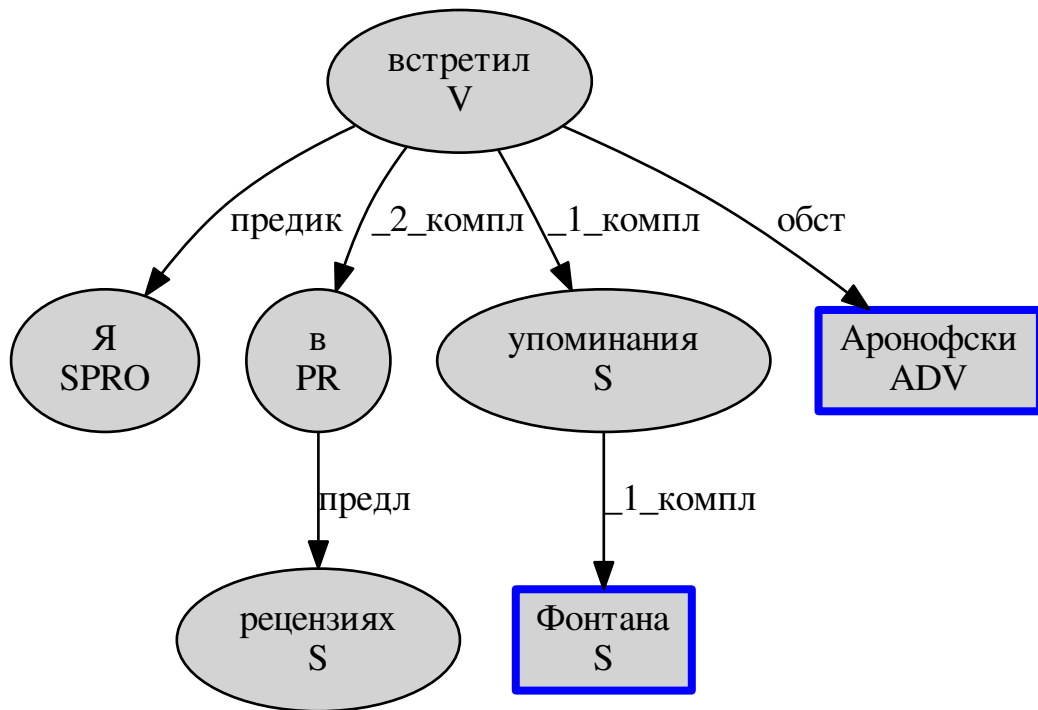 встретил
V
предик
_2_компл
_1_компл
обст
Я
SPRO
в
PR
упоминания
S
Аронофски
ADV
предл
_1_компл
рецензиях
S
Фонтана
S